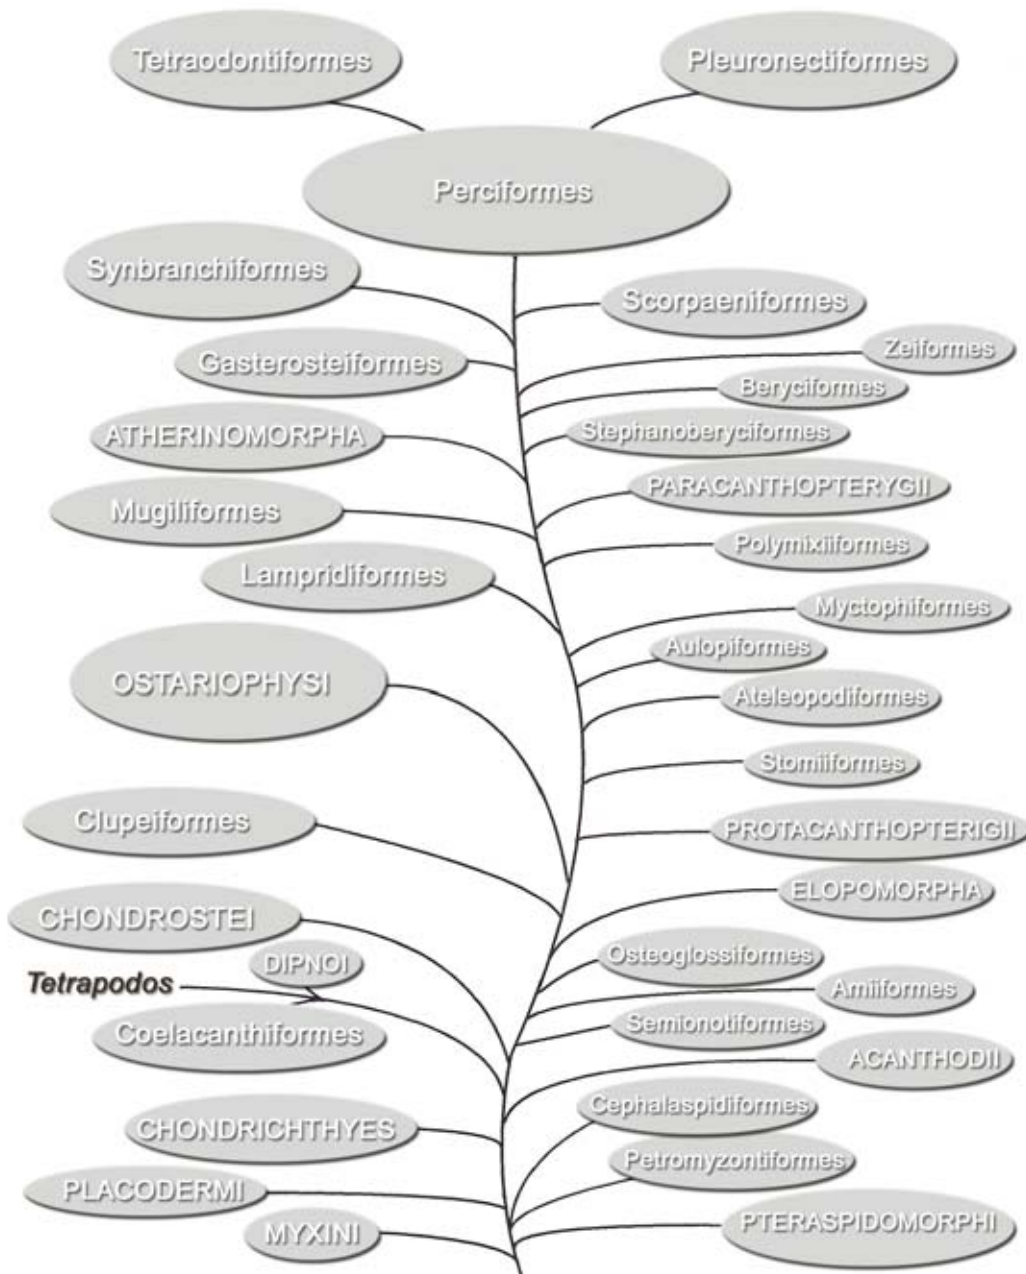 Tetraodontiformes
Pleuronectiformes
Perciformes
Synbranchiformes
Scorpaeniformes
Zeiformes
Gasterosteiformes
Beryciformes
Stephanoberyciformes
ATHERINOMORPHA
PARACANTHOPTERYGII
Mugiliformes
Polymixiiformes
Lampridiformes
Myctophiformes
Aulopiformes
OSTARIOPHYSI
Ateleopodiformes
Stomiiformes
Clupeiformes
PROTACANTHOPTERIGII
ELOPOMORPHA
CHONDROSTEI
Osteoglossiformes
DIPNOI
Tetrapodos
Amiiformes
Semionotiformes
Coelacanthiformes
ACANTHODII
Cephalaspidiformes
CHONDRICHTHYES
Petromyzontiformes
PLACODERMI
PTERASPIDOMORPHI
MYXINI